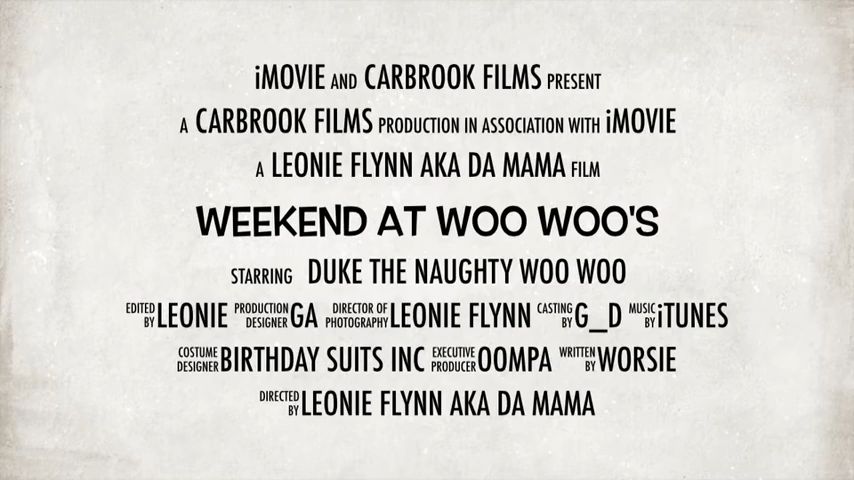 iMOVIE AND CARBROOK FILMS PRESENT
A CARBROOK FILMS PRODUCTION IN ASSOCIATION WITH iMOVIE
A LEONIE FLYNN AKA DA MAMA FILM
WEEKEND AT WOO WOO'S
STARRING DUKE THE NAUGHTY WOO WOO
EDITED BY LEONIE PRODUCTION DESIGNER GA DIRECTOR OF PHOTOGRAPHY LEONIE FLYNN CASTING BY G_D MUSIC BY iTUNES
COSTUME DESIGNER BIRTHDAY SUITS INC EXECUTIVE PRODUCER OOMPA WRITTEN BY WORSIE
DIRECTED BY LEONIE FLYNN AKA DA MAMA